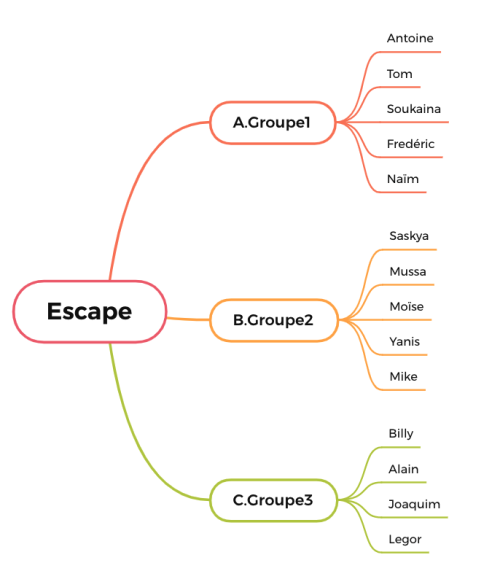 Escape
A.Groupe1
Antoine
Tom
Soukaina
Fredéric
Naïm
B.Groupe2
Saskya
Mussa
Moïse
Yanis
Mike
C.Groupe3
Billy
Alain
Joaquim
Legor